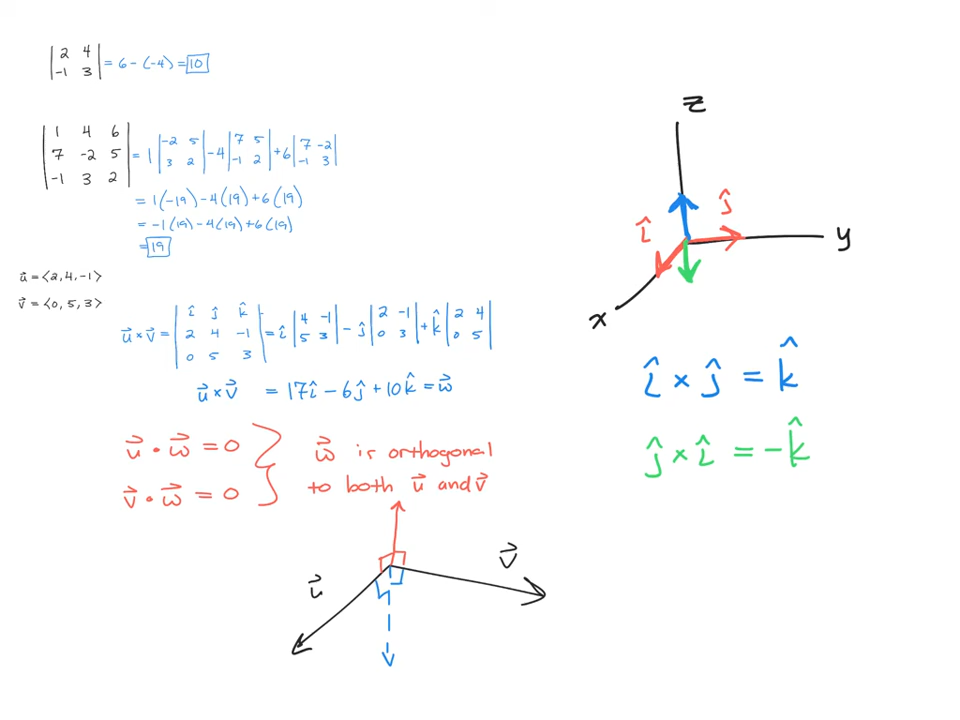 |2 4|
|-1 3| = 6 - (-4) = 10
|1 4 6|
|7 -2 5|
|-1 3 2| = 1 |-2 5; 3 2| - 4 |7 5; -1 2| + 6 |7 -2; -1 3|
= 1(-19) - 4(19) + 6(19)
= -1(19) - 4(19) + 6(19)
= 19
u⃗ = <2, 4, -1>
v⃗ = <0, 5, 3>
u⃗ × v⃗ = |î ĵ k̂; 2 4 -1; 0 5 3| = î |4 -1; 5 3| - ĵ |2 -1; 0 3| + k̂ |2 4; 0 5|
u⃗ × v⃗ = 17î - 6ĵ + 10k̂ = w⃗
u⃗ · w⃗ = 0
v⃗ · w⃗ = 0
w⃗ is orthogonal
to both u⃗ and v⃗
u⃗
v⃗
z
ĵ
î
y
x
î × ĵ = k̂
ĵ × î = -k̂